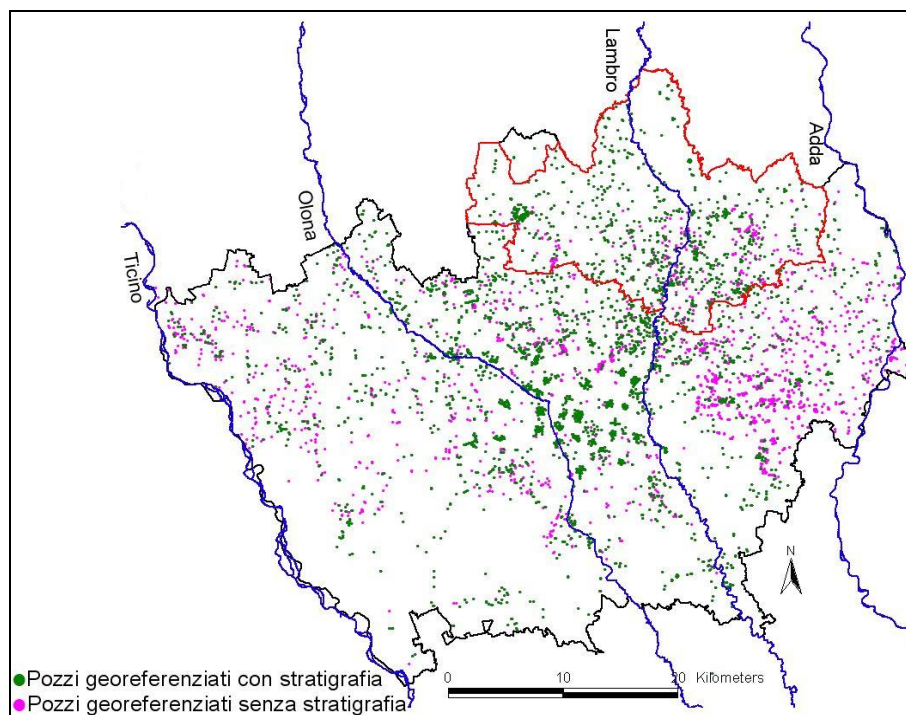 Lambro
Adda
Olona
Ticino
N
Pozzi georeferenziati con stratigrafia
Pozzi georeferenziati senza stratigrafia
0 10 20 Kilometers